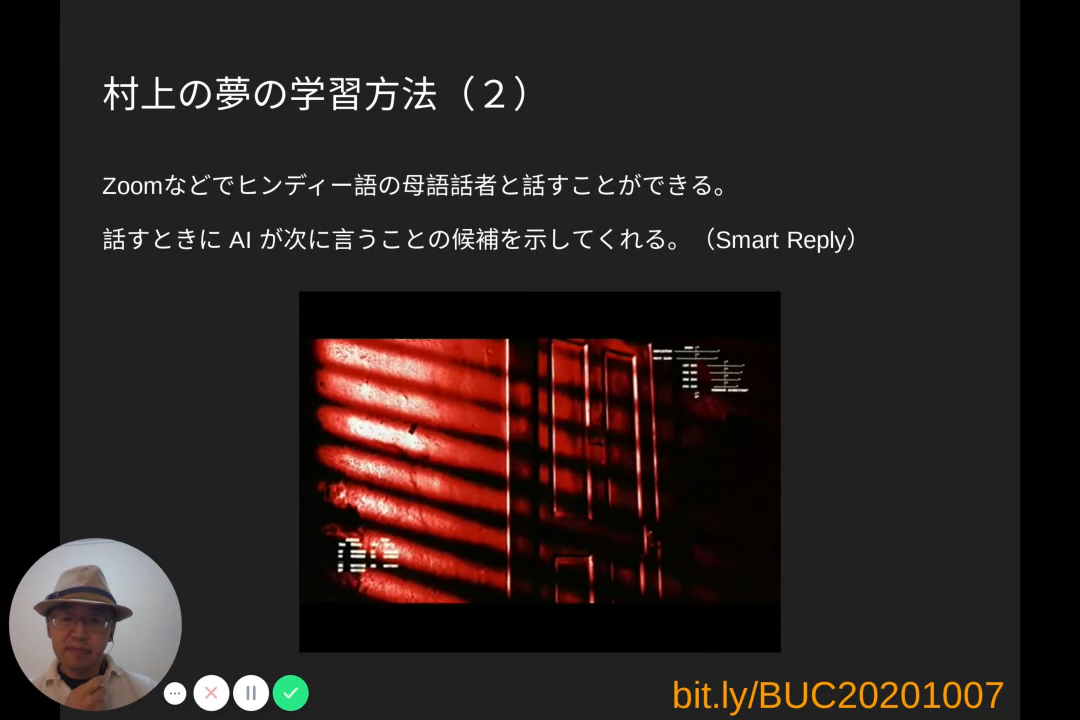 村上の夢の学習方法（２）
Zoomなどでヒンディー語の母語話者と話すことができる。
話すときに AI が次に言うことの候補を示してくれる。（Smart Reply）
bit.ly/BUC20201007